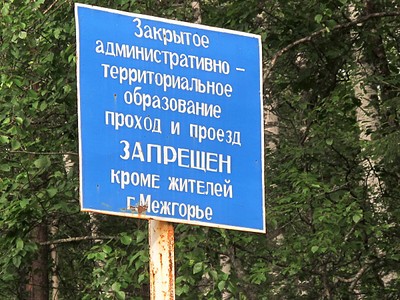 Закрытое
административно –
территориальное
образование
проход и проезд
ЗАПРЕЩЕН
кроме жителей
г.Межгорье